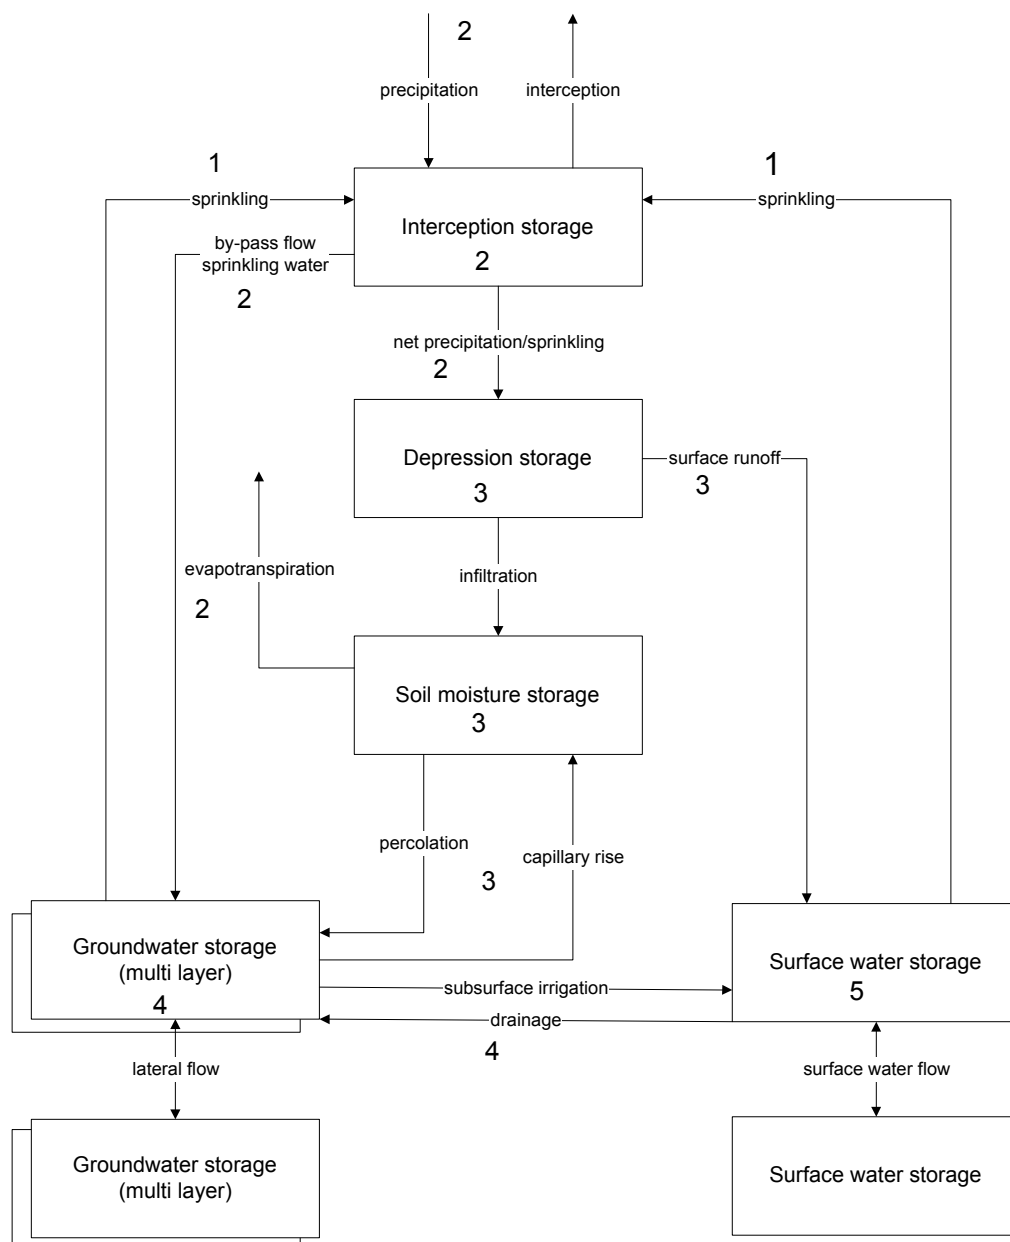 2
precipitation
interception
1
1
sprinkling
sprinkling
Interception storage
2
by-pass flow
sprinkling water
2
net precipitation/sprinkling
2
Depression storage
3
surface runoff
3
evapotranspiration
2
infiltration
Soil moisture storage
3
percolation
capillary rise
3
Groundwater storage
(multi layer)
4
subsurface irrigation
drainage
4
Surface water storage
5
lateral flow
surface water flow
Groundwater storage
(multi layer)
Surface water storage